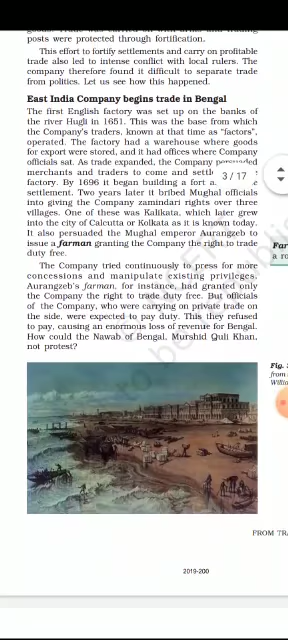 posts were protected through fortification.
This effort to fortify settlements and carry on profitable
trade also led to intense conflict with local rulers. The
company therefore found it difficult to separate trade
from politics. Let us see how this happened.
East India Company begins trade in Bengal
The first English factory was set up on the banks of
the river Hugli in 1651. This was the base from which
the Company's traders, known at that time as "factors",
operated. The factory had a warehouse where goods
for export were stored, and it had offices where Company
officials sat. As trade expanded, the Company persuaded
merchants and traders to come and settle
3 / 17
factory. By 1696 it began building a fort
settlement. Two years later it bribed Mughal officials
into giving the Company zamindari rights over three
villages. One of these was Kalikata, which later grew
into the city of Calcutta or Kolkata as it is known today.
It also persuaded the Mughal emperor Aurangzeb to
issue a farman granting the Company the right to trade
duty free.
Far
a ro
The Company tried continuously to press for more
concessions and manipulate existing privileges.
Aurangzeb's farman, for instance, had granted only
the Company the right to trade duty free. But officials
of the Company, who were carrying on private trade on
the side, were expected to pay duty. This they refused
to pay, causing an enormous loss of revenue for Bengal.
How could the Nawab of Bengal, Murshid Quli Khan,
not protest?
Fig.
from
Willia
FROM TRA
2019-200